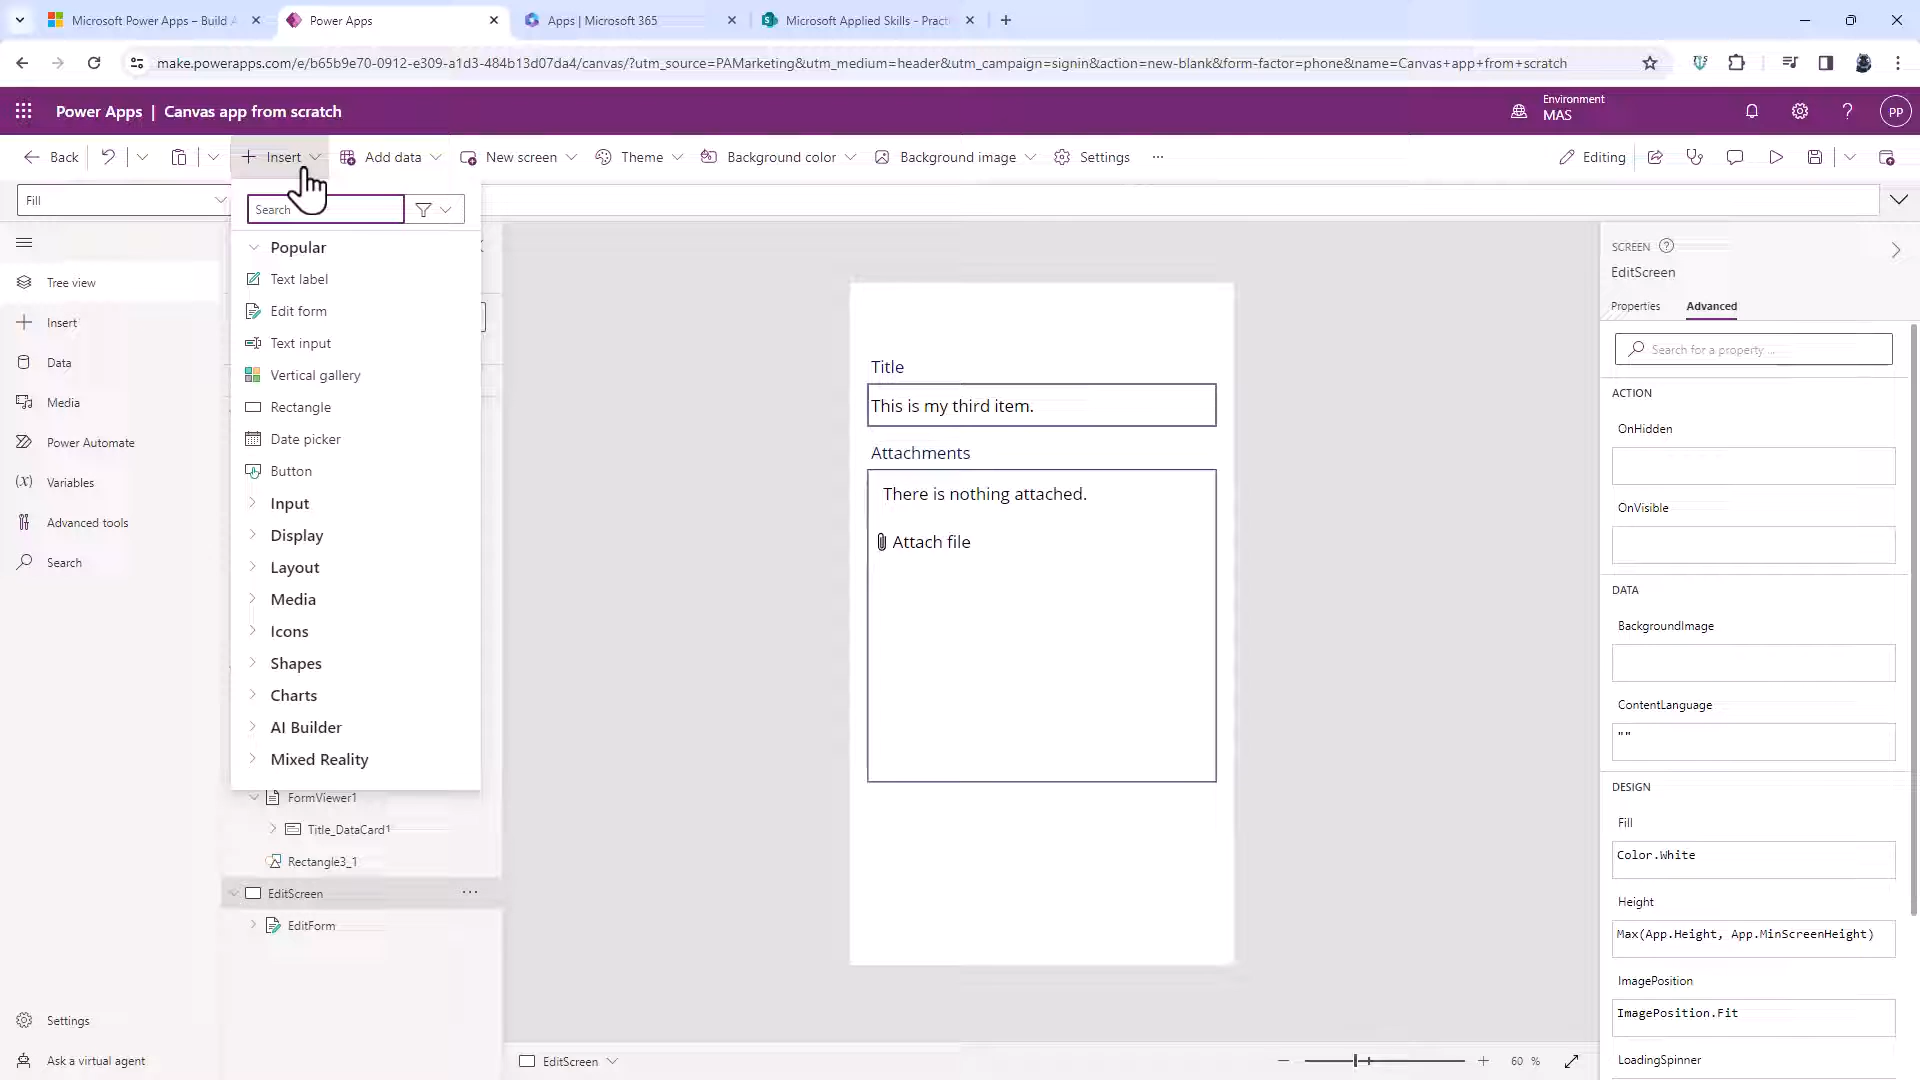 Microsoft Power Apps – Build A
Power Apps
Apps | Microsoft 365
Microsoft Applied Skills - Practi
make.powerapps.com/e/b65b9e70-0912-e309-a1d3-484b13d07da4/canvas/?utm_source=PAMarketing&utm_medium=header&utm_campaign=signin&action=new-blank&form-factor=phone&name=Canvas+app+from+scratch
Power Apps | Canvas app from scratch
Environment
MAS
PP
Back
Insert
Add data
New screen
Theme
Background color
Background image
Settings
Editing
Fill
Search
Tree view
Insert
Data
Media
Power Automate
Variables
Advanced tools
Search
Settings
Ask a virtual agent
Popular
Text label
Edit form
Text input
Vertical gallery
Rectangle
Date picker
Button
Input
Display
Layout
Media
Icons
Shapes
Charts
AI Builder
Mixed Reality
FormViewer1
Title_DataCard1
Rectangle3_1
EditScreen
EditForm
Title
This is my third item.
Attachments
There is nothing attached.
Attach file
EditScreen
60 %
SCREEN
EditScreen
Properties
Advanced
Search for a property ...
ACTION
OnHidden
OnVisible
DATA
BackgroundImage
ContentLanguage
""
DESIGN
Fill
Color.White
Height
Max(App.Height, App.MinScreenHeight)
ImagePosition
ImagePosition.Fit
LoadingSpinner